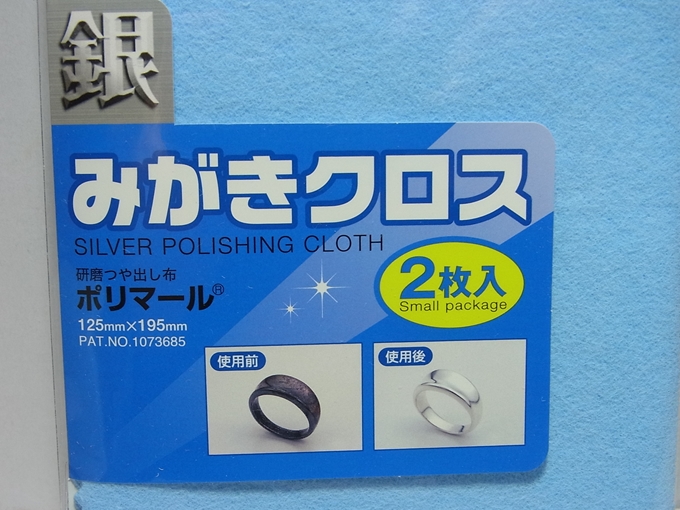 銀
みがきクロス
SILVER POLISHING CLOTH
研磨つや出し布
ポリマール®
125mm×195mm
PAT.NO.1073685
2枚入
Small package
使用前
使用後